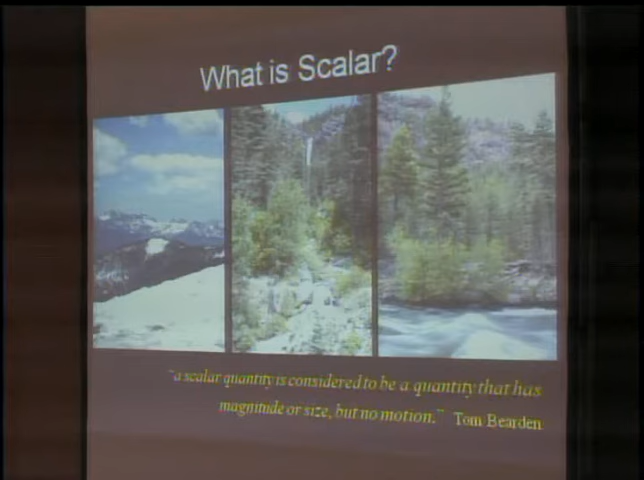 What is Scalar?
"a scalar quantity is considered to be a quantity that has
magnitude or size, but no motion." Tom Bearden